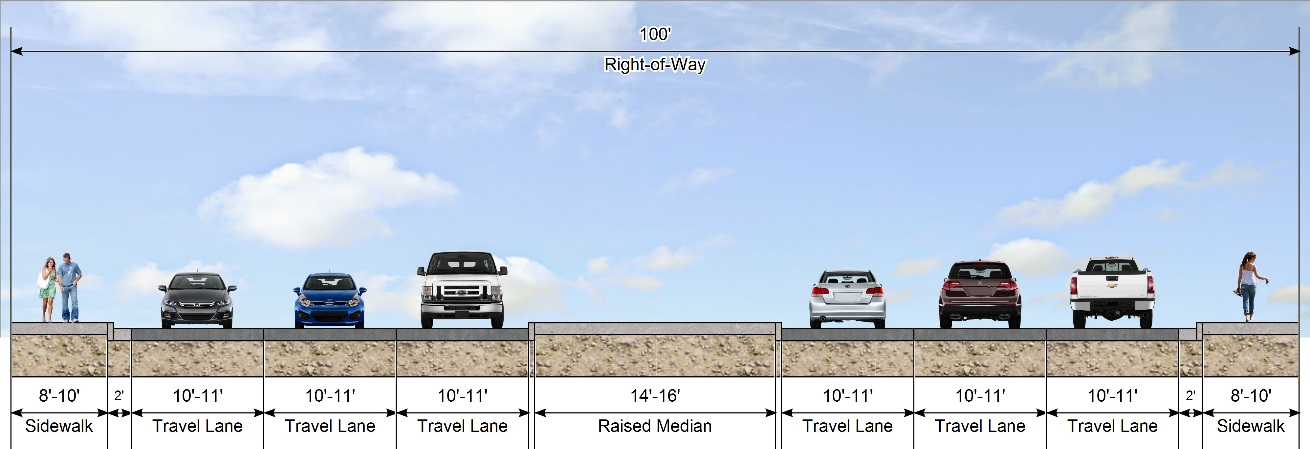 100'
Right-of-Way
8'-10' 2' 10'-11' 10'-11' 10'-11' 14'-16' 10'-11' 10'-11' 10'-11' 2' 8'-10'
Sidewalk Travel Lane Travel Lane Travel Lane Raised Median Travel Lane Travel Lane Travel Lane Sidewalk